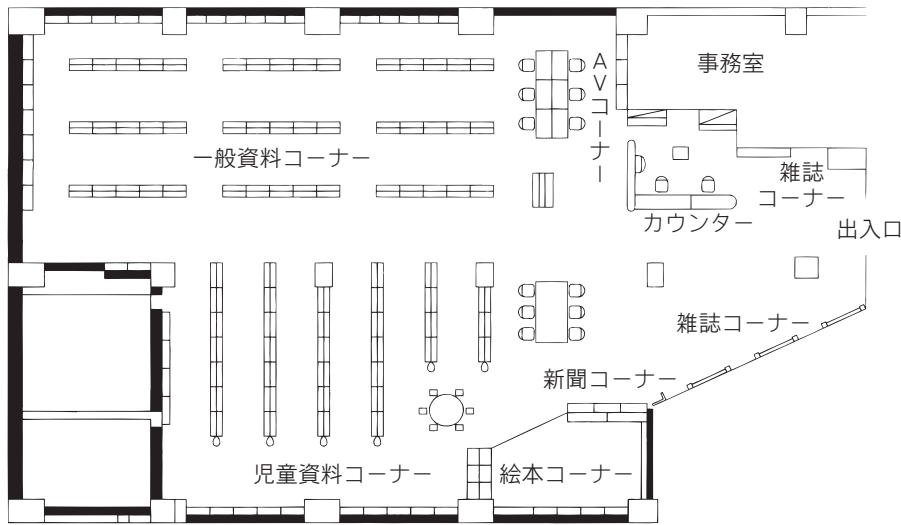 事務室
AVコーナー
一般資料コーナー
雑誌
コーナー
カウンター
出入口
雑誌コーナー
新聞コーナー
児童資料コーナー
絵本コーナー